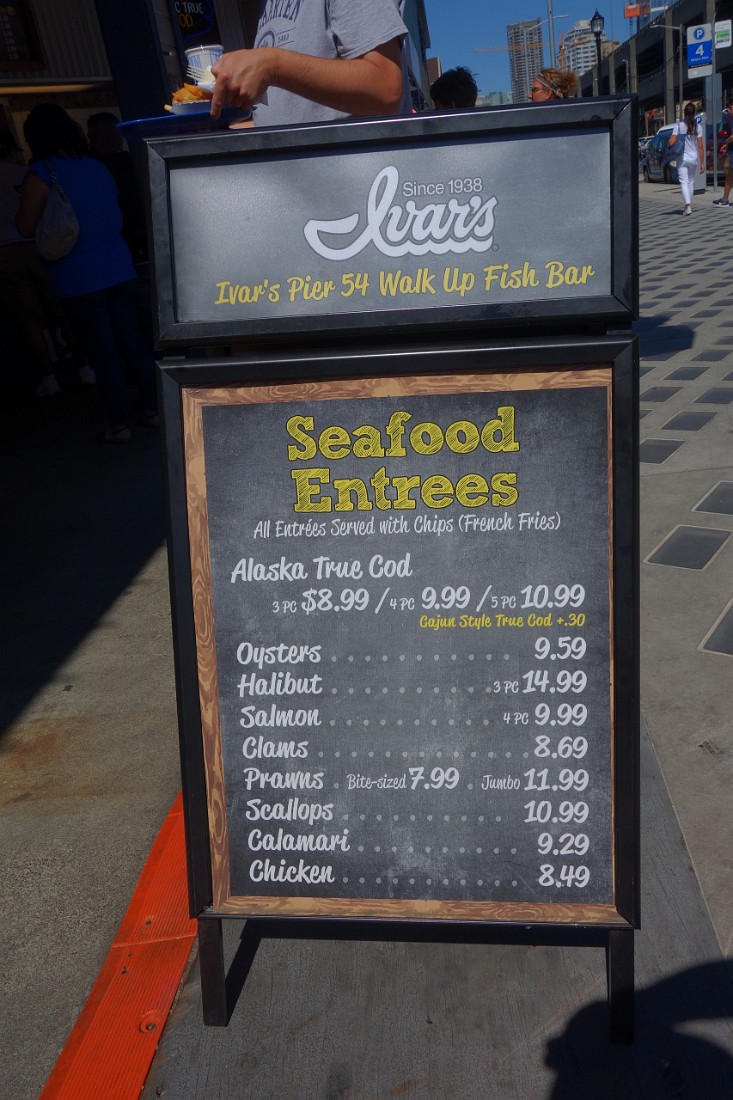 C TRUE
P
4
Since 1938
Ivar's
Ivar's Pier 54 Walk Up Fish Bar
Seafood
Entrees
All Entrées Served with Chips (French Fries)
Alaska True Cod
3 PC $8.99 / 4 PC 9.99 / 5 PC 10.99
Cajun Style True Cod +.30
Oysters . . . . . . . . . . . . . . 9.59
Halibut . . . . . . . . . . . . 3 PC 14.99
Salmon . . . . . . . . . . . . 4 PC 9.99
Clams . . . . . . . . . . . . . . . 8.69
Prawns . Bite-sized 7.99 . Jumbo 11.99
Scallops . . . . . . . . . . . . . 10.99
Calamari . . . . . . . . . . . . 9.29
Chicken . . . . . . . . . . . . . 8.49